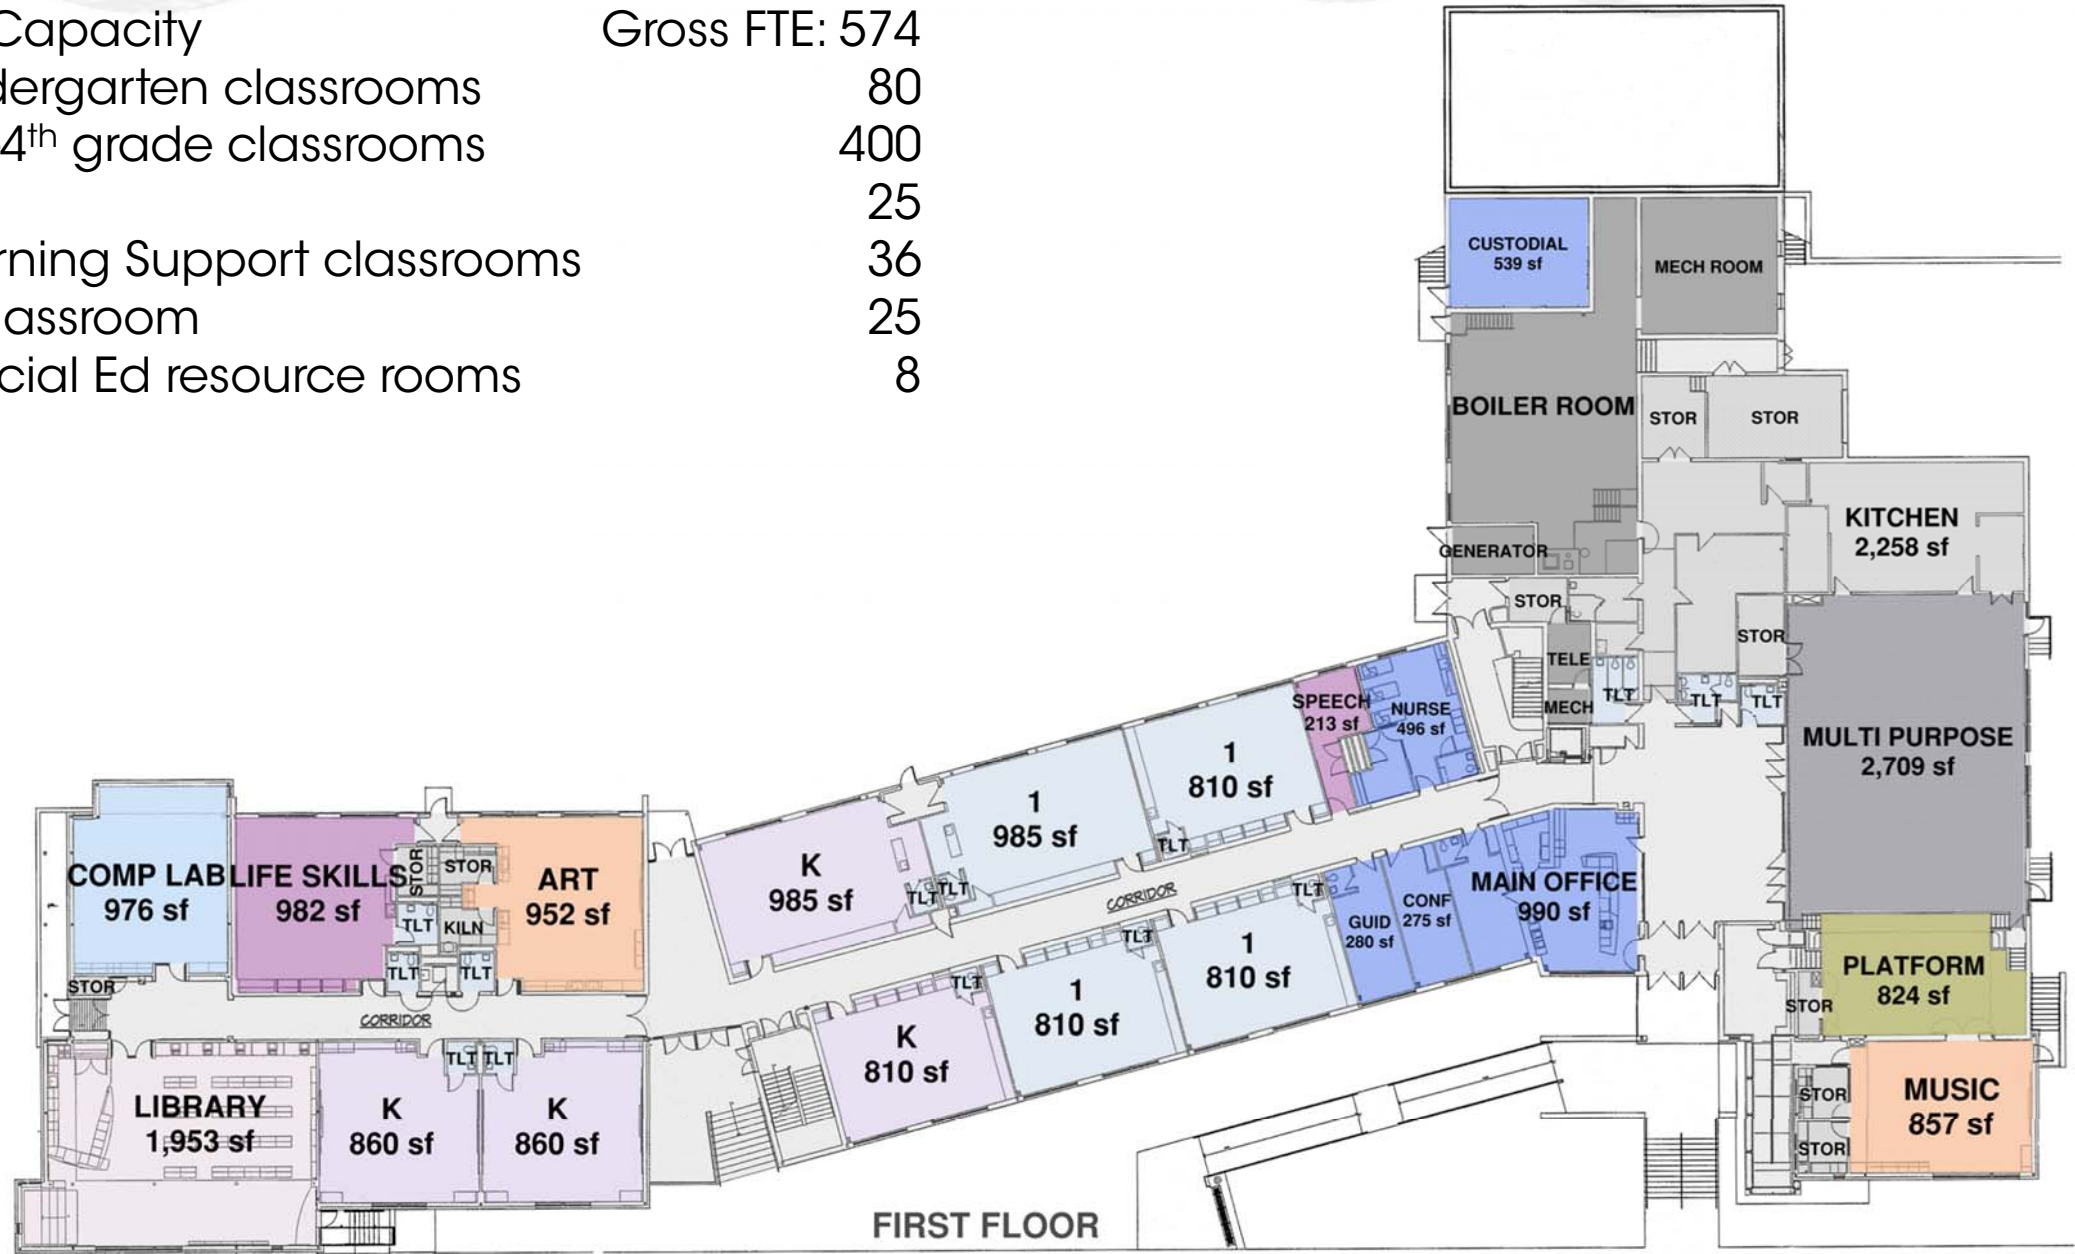 Capacity Gross FTE: 574
dergarten classrooms 80
4th grade classrooms 400
25
rning Support classrooms 36
lassroom 25
cial Ed resource rooms 8
CUSTODIAL
539 sf
MECH ROOM
BOILER ROOM
STOR
STOR
KITCHEN
2,258 sf
GENERATOR
STOR
STOR
TELE
MECH
TLT
TLT
TLT
MULTI PURPOSE
2,709 sf
SPEECH
213 sf
NURSE
496 sf
1
810 sf
1
985 sf
K
985 sf
TLT
TLT
TLT
CORRIDOR
COMP LAB
976 sf
LIFE SKILLS
982 sf
STOR
STOR
ART
952 sf
TLT
KILN
TLT
TLT
STOR
CORRIDOR
TLT
GUID
280 sf
CONF
275 sf
MAIN OFFICE
990 sf
TLT
1
810 sf
TLT
1
810 sf
K
810 sf
PLATFORM
824 sf
STOR
LIBRARY
1,953 sf
TLT
TLT
K
860 sf
K
860 sf
STOR
STOR
MUSIC
857 sf
FIRST FLOOR